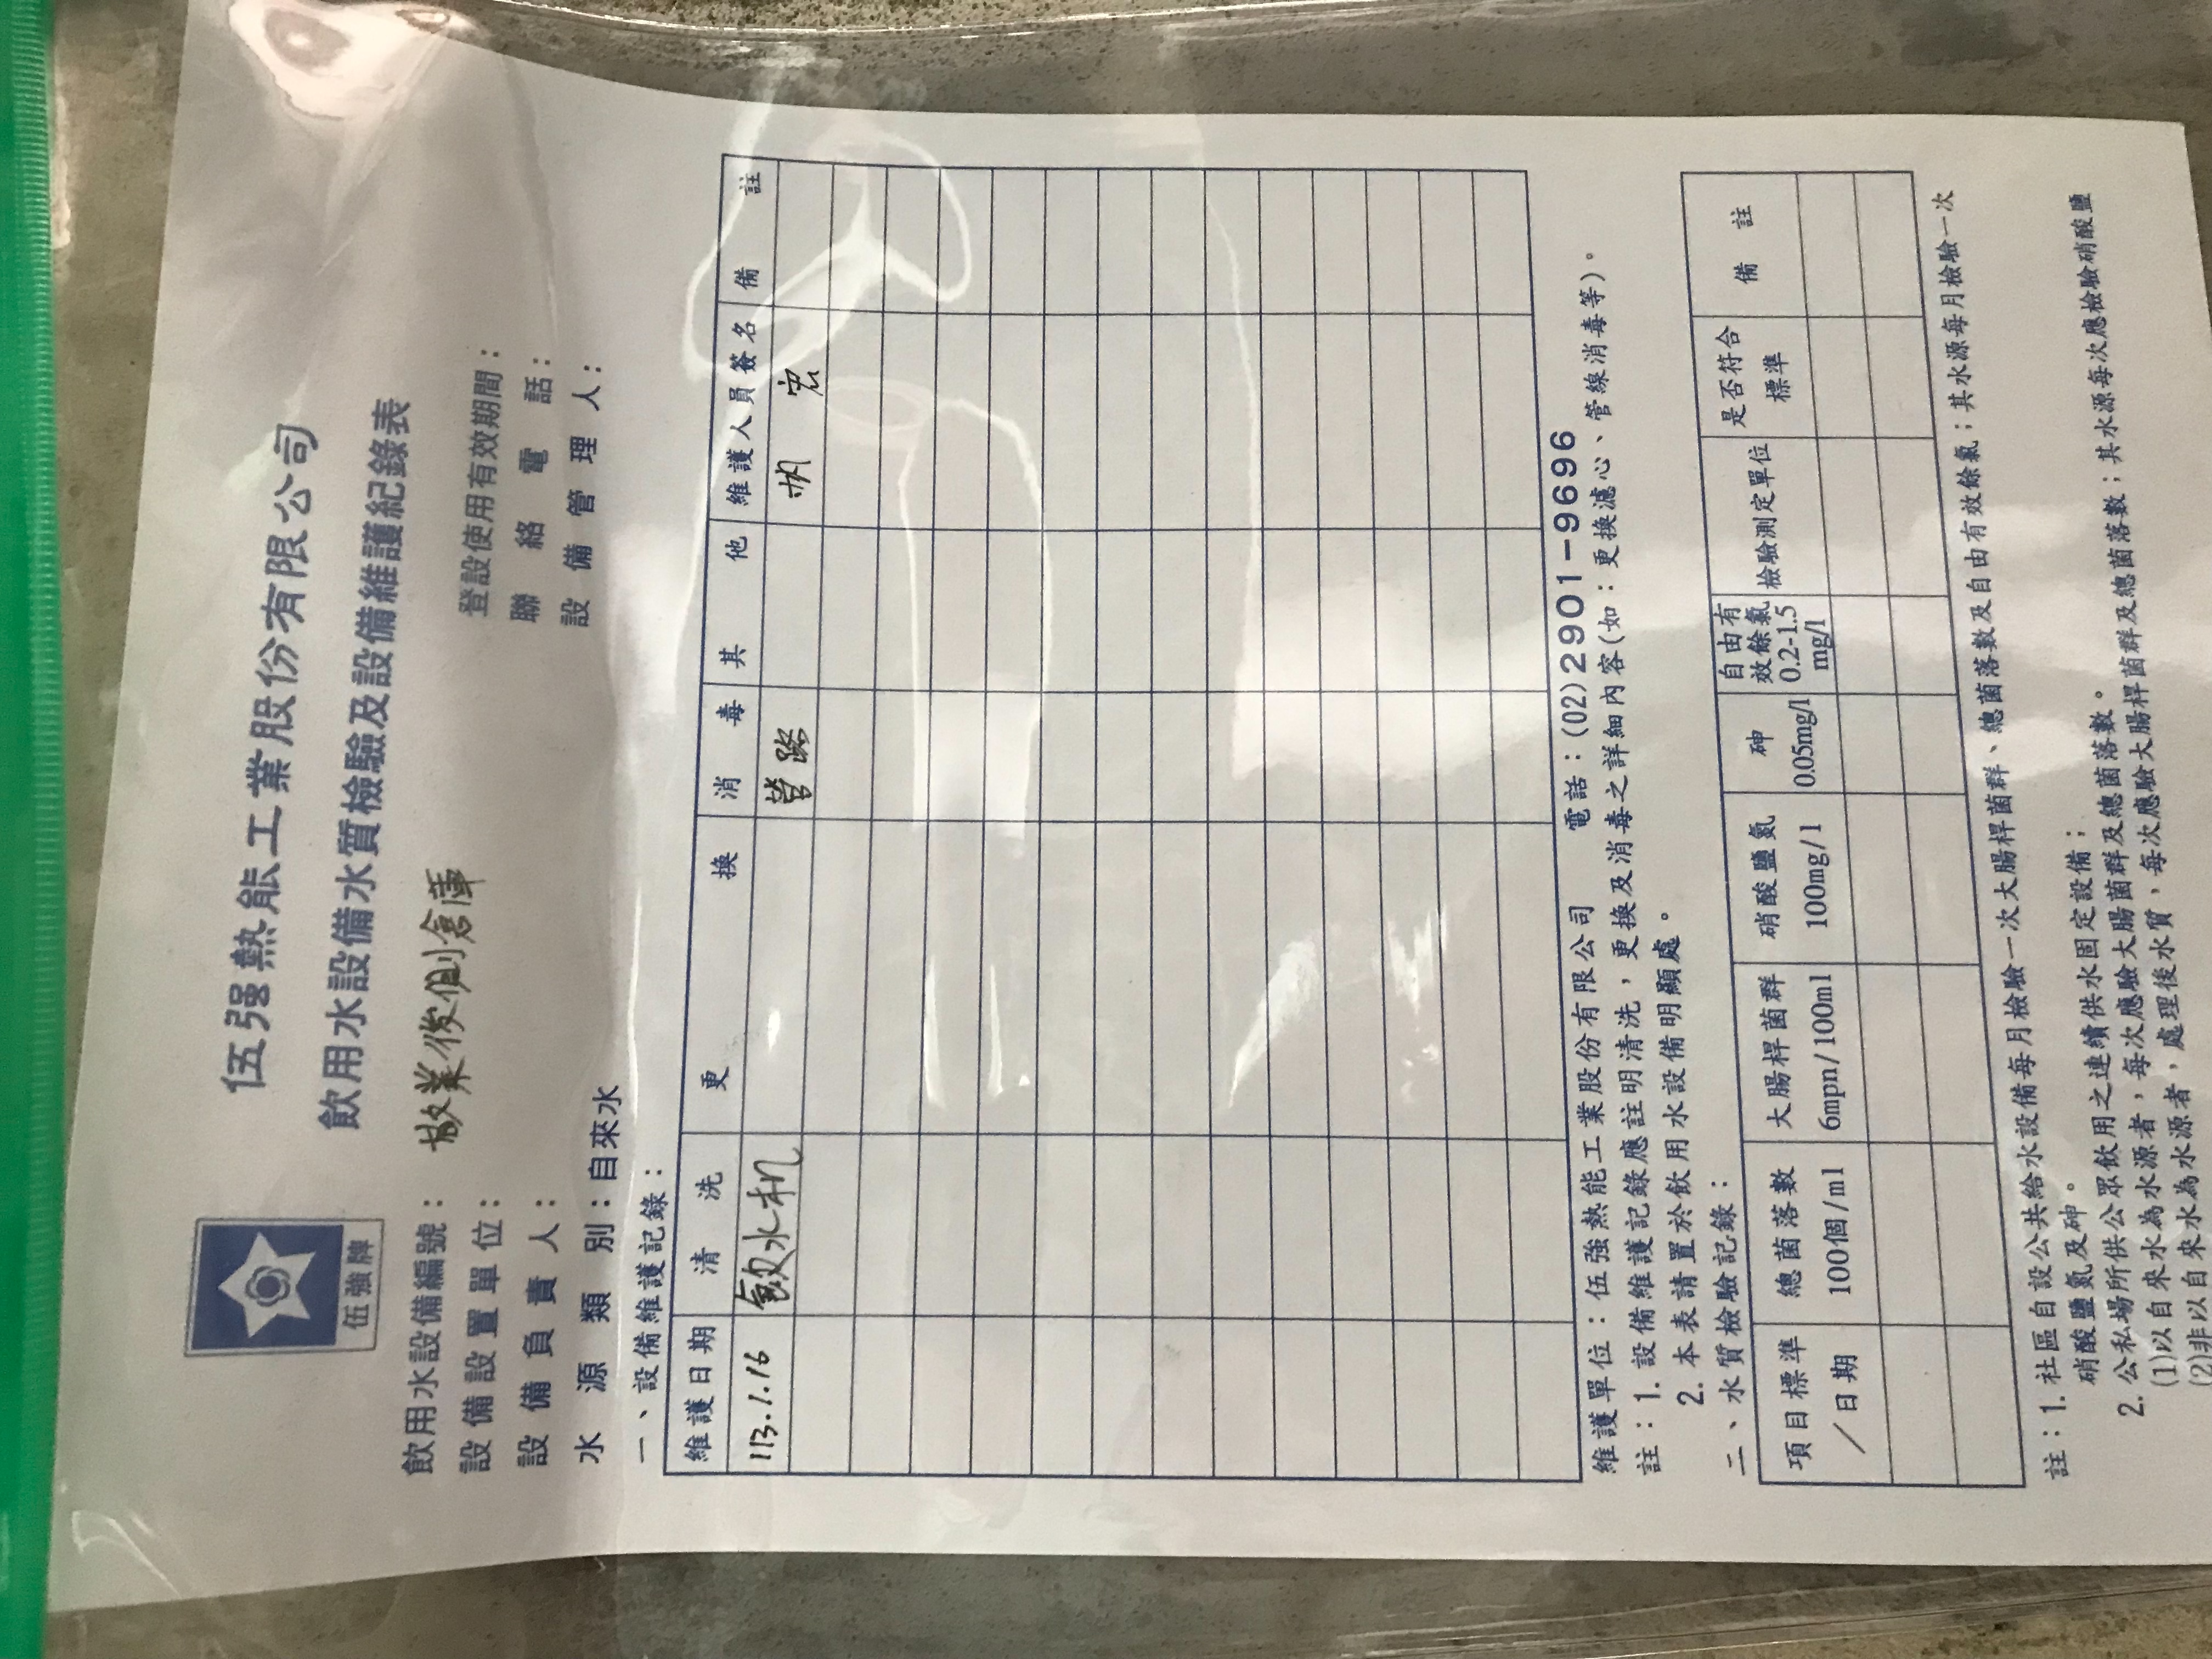 伍強牌
伍强熱能工業股份有限公司
飲用水設備水質檢驗及設備維護紀錄表
飲用水設備編號： 後側倉庫
設備設置單位： 登設使用有效期間：
設備負責人： 聯絡電話：
水源類別：自來水 設備管理人：
一、設備維護記錄：
維護日期 清洗 更換 消毒 其他 維護人員簽名 備註
113.1.16 飲水机 管路
維護單位：伍強熱能工業股份有限公司 電話：(02)2901-9696
註：1. 設備維護記錄應註明清洗，更換及消毒之詳細內容(如：更換濾心、管線消毒等)。
2. 本表請置於飲用水設備明顯處。
二、水質檢驗記錄：
項目標準／日期 總菌落數 100個/ml 大腸桿菌群 6mpn/100ml 硝酸鹽氮 100mg/l 砷 0.05mg/l 自由有效餘氯 0.2-1.5 mg/l 檢驗測定單位 是否符合標準 備註
註：1. 社區自設公共給水設備每月檢驗一次大腸桿菌群、總菌落數及自由有效餘氯；其水源每月檢驗一次
硝酸鹽氮及砷。
2. 公私場所供公眾飲用之連續供水固定設備：
(1)以自來水為水源者，每次應驗大腸菌群及總菌落數。
(2)非以自來水為水源者，處理後水質，每次應驗大腸桿菌群及總菌落數；其水源每次應檢驗硝酸鹽